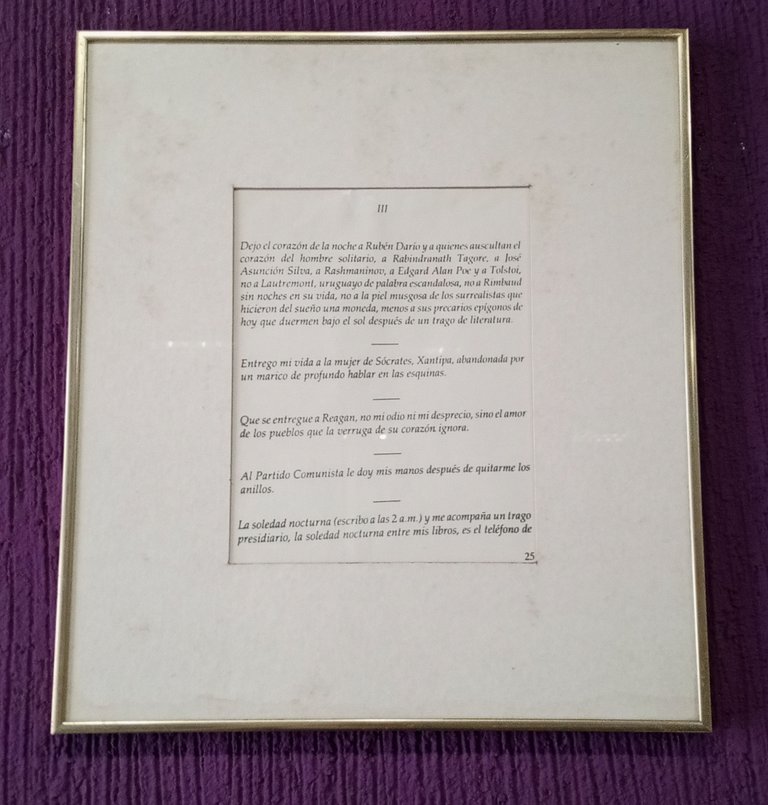 III
Dejo el corazón de la noche a Rubén Darío y a quienes auscultan el
corazón del hombre solitario, a Rabindranath Tagore, a José
Asunción Silva, a Rashmaninov, a Edgard Alan Poe y a Tolstoi,
no a Lautremont, uruguayo de palabra escandalosa, no a Rimbaud
sin noches en su vida, no a la piel musgosa de los surrealistas que
hicieron del sueño una moneda, menos a sus precarios epígonos de
hoy que duermen bajo el sol después de un trago de literatura.
Entrego mi vida a la mujer de Sócrates, Xantipa, abandonada por
un marico de profundo hablar en las esquinas.
Que se entregue a Reagan, no mi odio ni mi desprecio, sino el amor
de los pueblos que la verruga de su corazón ignora.
Al Partido Comunista le doy mis manos después de quitarme los
anillos.
La soledad nocturna (escribo a las 2 a.m.) y me acompaña un trago
presidiario, la soledad nocturna entre mis libros, es el teléfono de
25